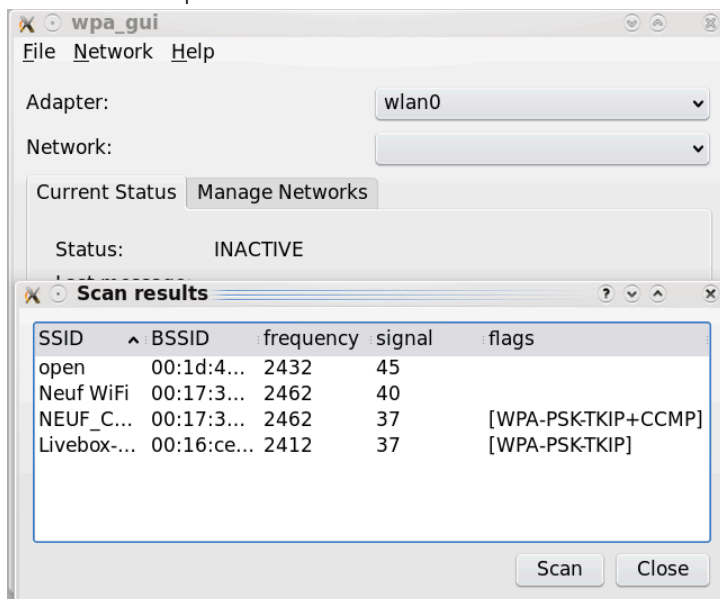 wpa_gui
File Network Help
Adapter: wlan0
Network:
Current Status Manage Networks
Status: INACTIVE
Scan results
SSID BSSID frequency signal flags
open 00:1d:4... 2432 45
Neuf WiFi 00:17:3... 2462 40
NEUF_C... 00:17:3... 2462 37 [WPA-PSK-TKIP+CCMP]
Livebox-... 00:16:ce... 2412 37 [WPA-PSK-TKIP]
Scan Close